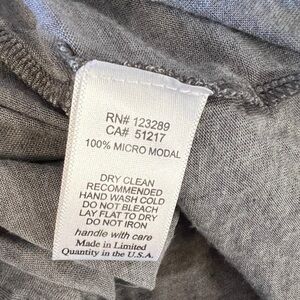 RN# 123289
CA# 51217
100% MICRO MODAL
DRY CLEAN
RECOMMENDED
HAND WASH COLD
DO NOT BLEACH
LAY FLAT TO DRY
DO NOT IRON
handle with care
Made in Limited
Quantity in the U.S.A.